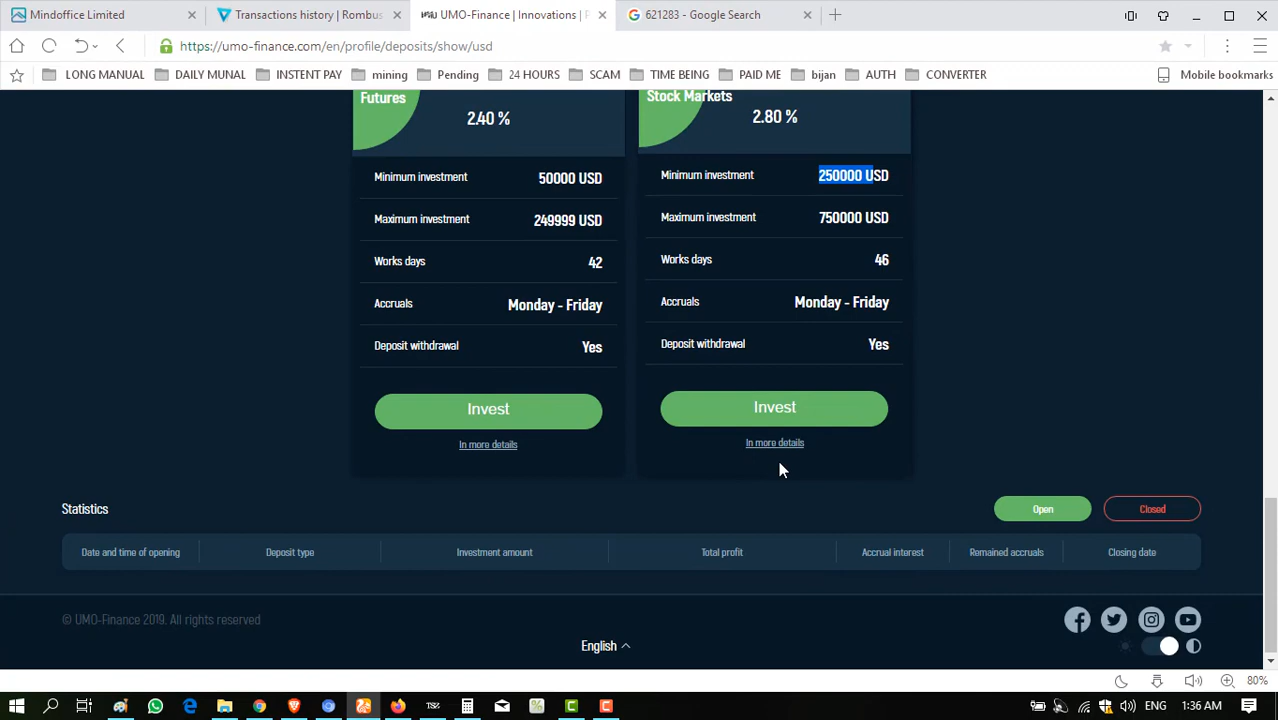 Mindoffice Limited
Transactions history | Rombus
UMO-Finance | Innovations | P
621283 - Google Search
https://umo-finance.com/en/profile/deposits/show/usd
LONG MANUAL
DAILY MUNAL
INSTENT PAY
mining
Pending
24 HOURS
SCAM
TIME BEING
PAID ME
bijan
AUTH
CONVERTER
Mobile bookmarks
Futures
2.40 %
Minimum investment 50000 USD
Maximum investment 249999 USD
Works days 42
Accruals Monday - Friday
Deposit withdrawal Yes
Invest
In more details
Stock Markets
2.80 %
Minimum investment 250000 USD
Maximum investment 750000 USD
Works days 46
Accruals Monday - Friday
Deposit withdrawal Yes
Invest
In more details
Statistics
Open
Closed
Date and time of opening Deposit type Investment amount Total profit Accrual interest Remained accruals Closing date
© UMO-Finance 2019. All rights reserved
English
80%
ENG
1:36 AM